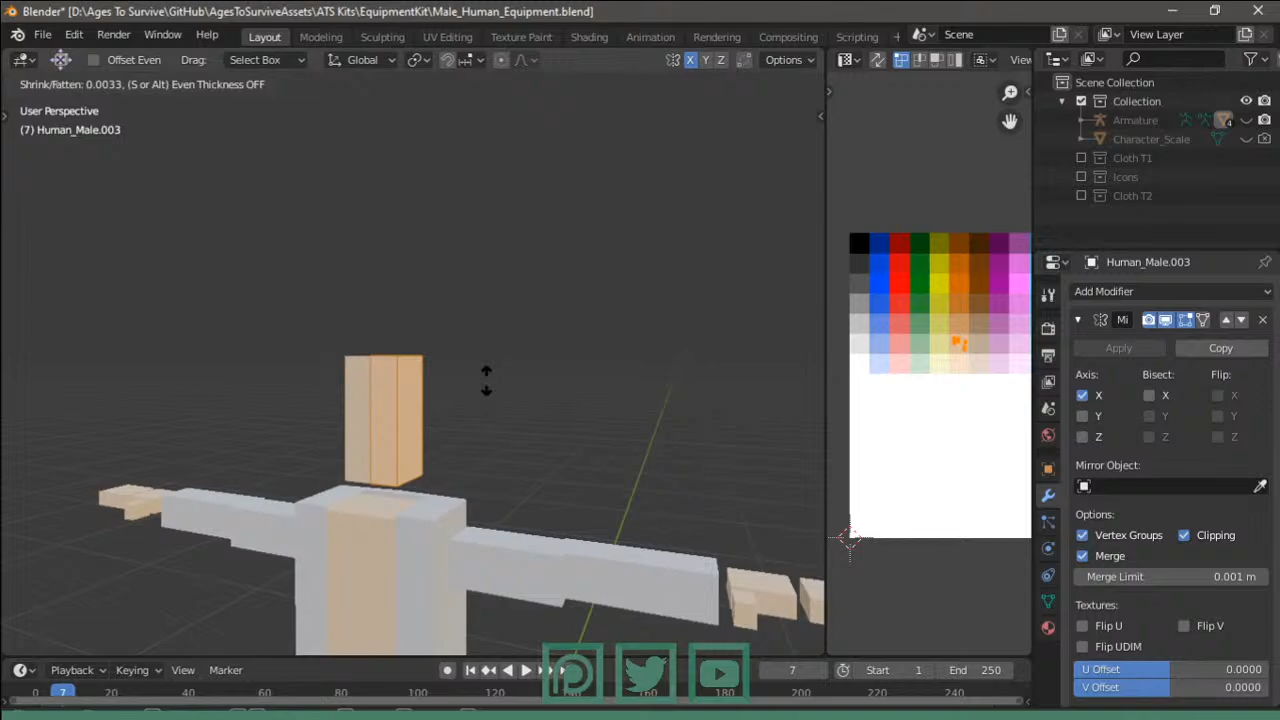 Blender* [D:\Ages To Survive\GitHub\AgesToSurviveAssets\ATS Kits\EquipmentKit\Male_Human_Equipment.blend]
File Edit Render Window Help Layout Modeling Sculpting UV Editing Texture Paint Shading Animation Rendering Compositing Scripting Scene View Layer
Offset Even Drag: Select Box Global X Y Z Options View
Shrink/Fatten: 0.0033, (S or Alt) Even Thickness OFF
User Perspective
(7) Human_Male.003
Scene Collection
Collection
Armature 4
Character_Scale
Cloth T1
Icons
Cloth T2
Human_Male.003
Add Modifier
Mi
Apply Copy
Axis: Bisect: Flip:
X X X
Y Y Y
Z Z Z
Mirror Object:
Options:
Vertex Groups Clipping
Merge
Merge Limit: 0.001 m
Textures:
Flip U Flip V
Flip UDIM
U Offset 0.0000
V Offset 0.0000
Playback Keying View Marker 7 Start 1 End 250
0 7 20 40 60 80 100 120 140 160 180 200 220 240